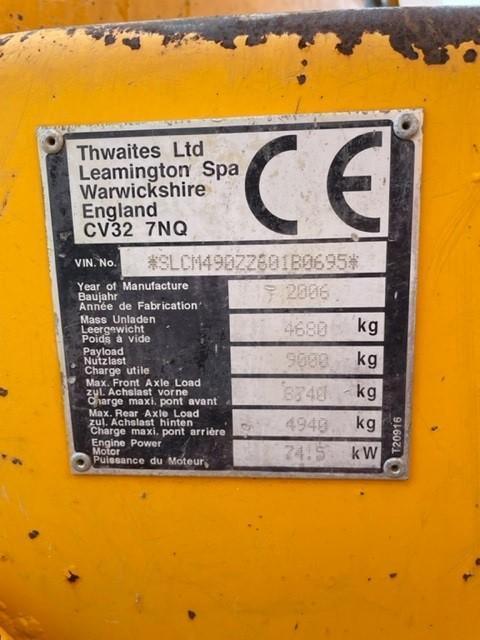 Thwaites Ltd
Leamington Spa
Warwickshire
England
CV32 7NQ
CE
VIN. No. *SLCM490ZZ601B0695*
Year of Manufacture
Baujahr 2006
Année de Fabrication
Mass Unladen
Leergewicht 4680 kg
Poids à vide
Payload
Nutzlast 9000 kg
Charge utile
Max. Front Axle Load
zul. Achslast vorne 8740 kg
Charge maxi. pont avant
Max. Rear Axle Load
zul. Achslast hinten 4940 kg
Charge maxi. pont arrière
Engine Power
Motor 74.5 kW
Puissance du Moteur
T20916